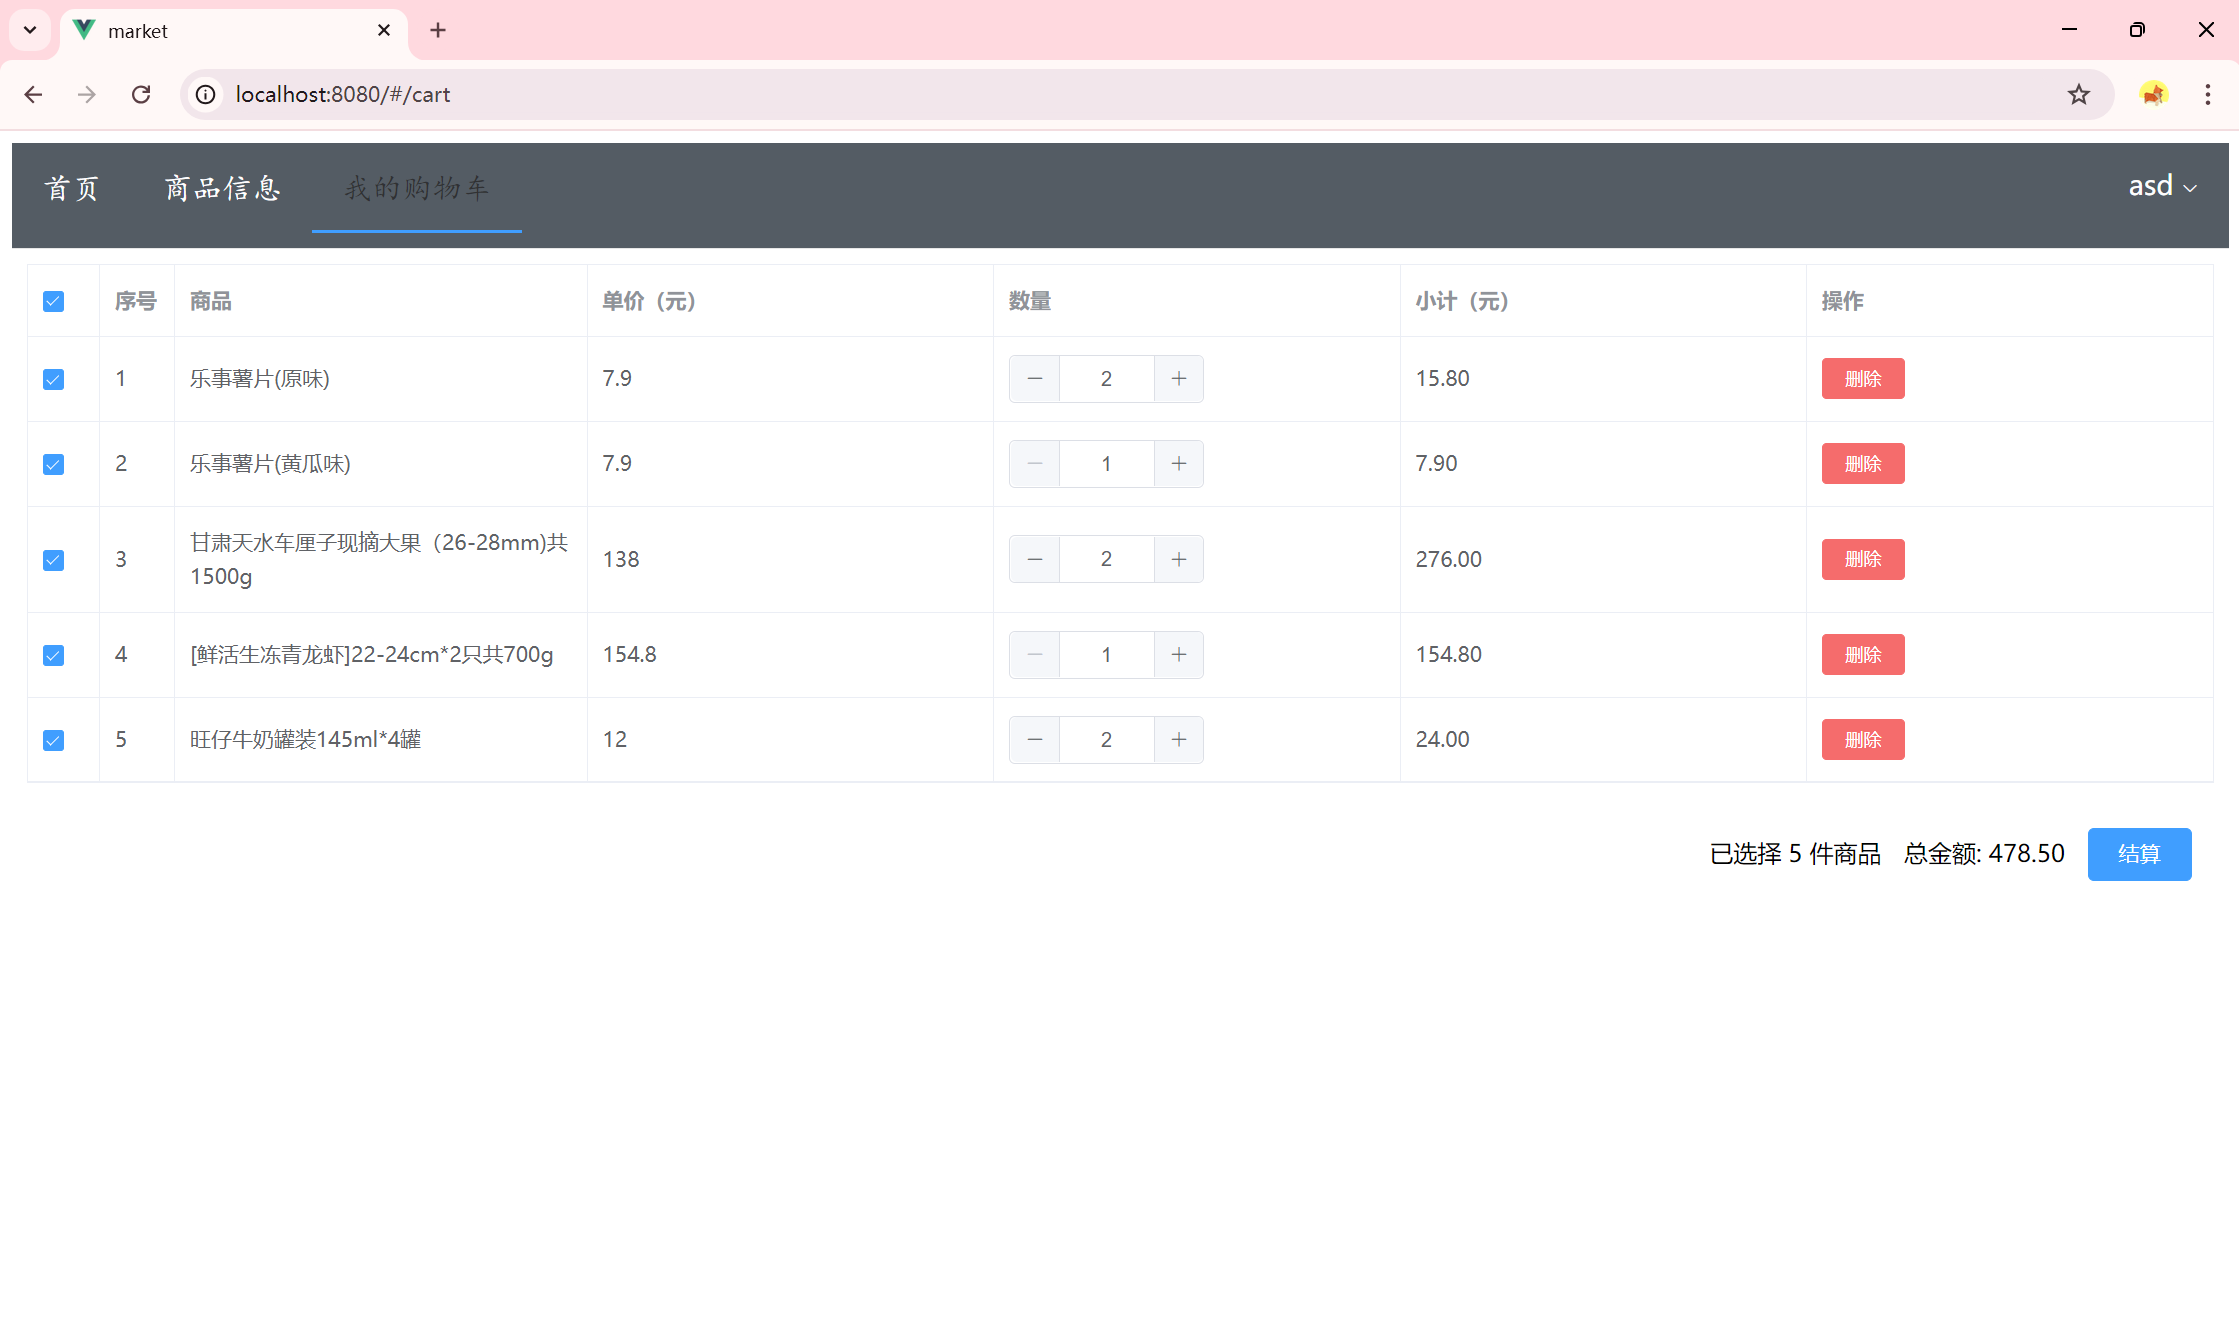 market
localhost:8080/#/cart
首页 商品信息 我的购物车 asd
序号 商品 单价（元） 数量 小计（元） 操作
1 乐事薯片(原味) 7.9 2 15.80 删除
2 乐事薯片(黄瓜味) 7.9 1 7.90 删除
3 甘肃天水车厘子现摘大果（26-28mm)共
1500g 138 2 276.00 删除
4 [鲜活生冻青龙虾]22-24cm*2只共700g 154.8 1 154.80 删除
5 旺仔牛奶罐装145ml*4罐 12 2 24.00 删除
已选择 5 件商品 总金额: 478.50 结算